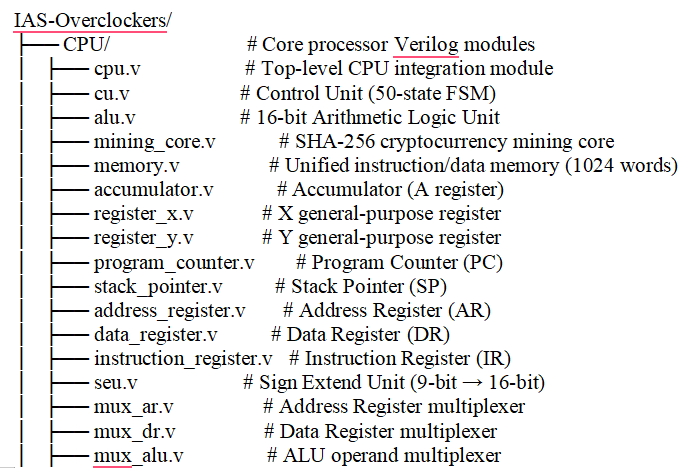 IAS-Overclockers/
├── CPU/ # Core processor Verilog modules
│ ├── cpu.v # Top-level CPU integration module
│ ├── cu.v # Control Unit (50-state FSM)
│ ├── alu.v # 16-bit Arithmetic Logic Unit
│ ├── mining_core.v # SHA-256 cryptocurrency mining core
│ ├── memory.v # Unified instruction/data memory (1024 words)
│ ├── accumulator.v # Accumulator (A register)
│ ├── register_x.v # X general-purpose register
│ ├── register_y.v # Y general-purpose register
│ ├── program_counter.v # Program Counter (PC)
│ ├── stack_pointer.v # Stack Pointer (SP)
│ ├── address_register.v # Address Register (AR)
│ ├── data_register.v # Data Register (DR)
│ ├── instruction_register.v # Instruction Register (IR)
│ ├── seu.v # Sign Extend Unit (9-bit → 16-bit)
│ ├── mux_ar.v # Address Register multiplexer
│ ├── mux_dr.v # Data Register multiplexer
│ ├── mux_alu.v # ALU operand multiplexer